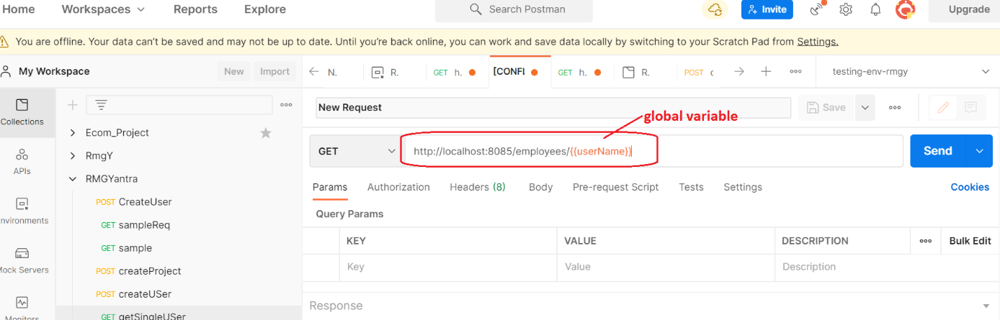 Home Workspaces Reports Explore Search Postman Invite Upgrade
You are offline. Your data can't be saved and may not be up to date. Until you're back online, you can work and save data locally by switching to your Scratch Pad from Settings.
My Workspace New Import
N. R. GET h. [CONFL GET h. R. POST testing-env-rmgy
Collections
New Request Save
global variable
Ecom_Project
APIs
RmgY
GET http://localhost:8085/employees/{{userName}} Send
RMGYantra
Params Authorization Headers (8) Body Pre-request Script Tests Settings Cookies
POST CreateUser
nvironments
Query Params
GET sampleReq
KEY VALUE DESCRIPTION Bulk Edit
GET sample
Mock Servers
Key Value Description
POST createProject
POST createUSer
Response
Monitors
GET getSingleUSer